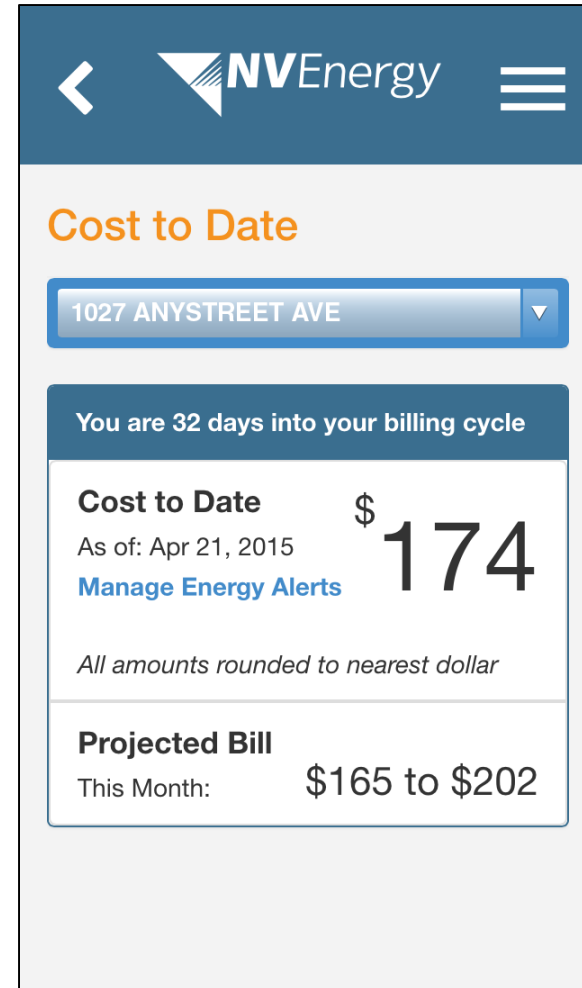 NVEnergy
Cost to Date
1027 ANYSTREET AVE
You are 32 days into your billing cycle
Cost to Date
$174
As of: Apr 21, 2015
Manage Energy Alerts
All amounts rounded to nearest dollar
Projected Bill
This Month: $165 to $202